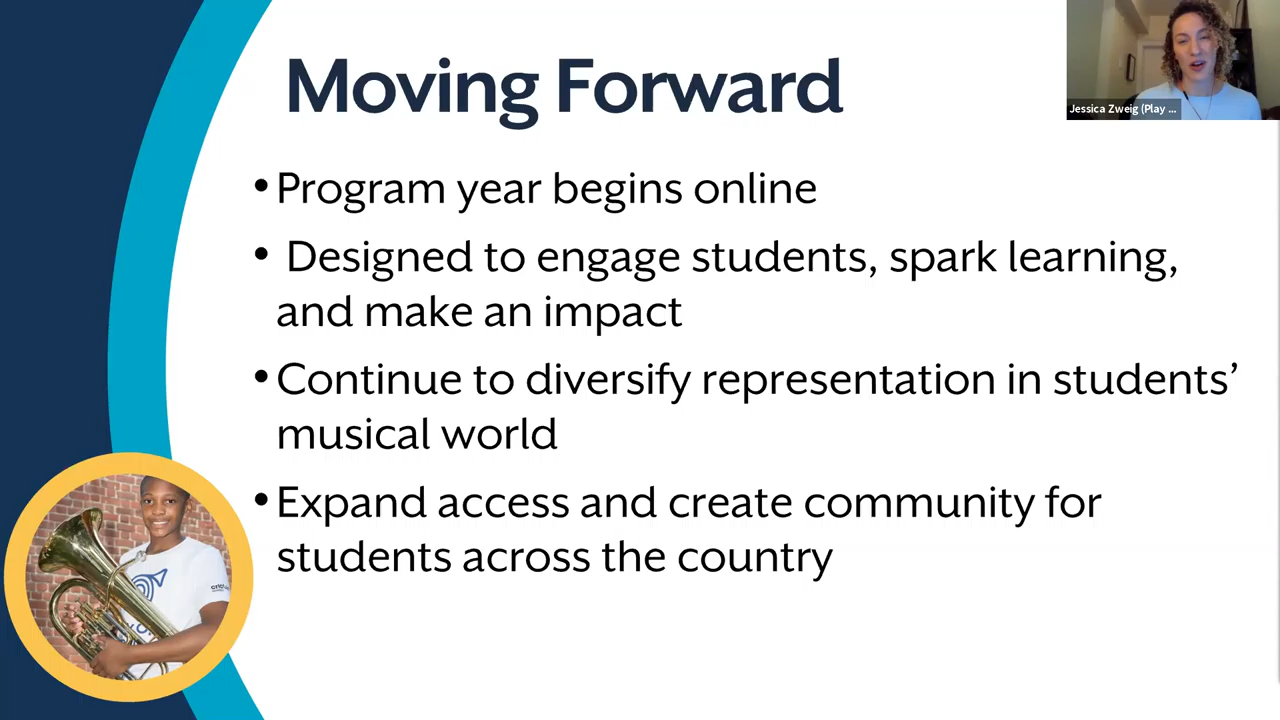 Moving Forward
Jessica Zweig (Play ...
•Program year begins online
• Designed to engage students, spark learning,
and make an impact
•Continue to diversify representation in students’
musical world
•Expand access and create community for
students across the country